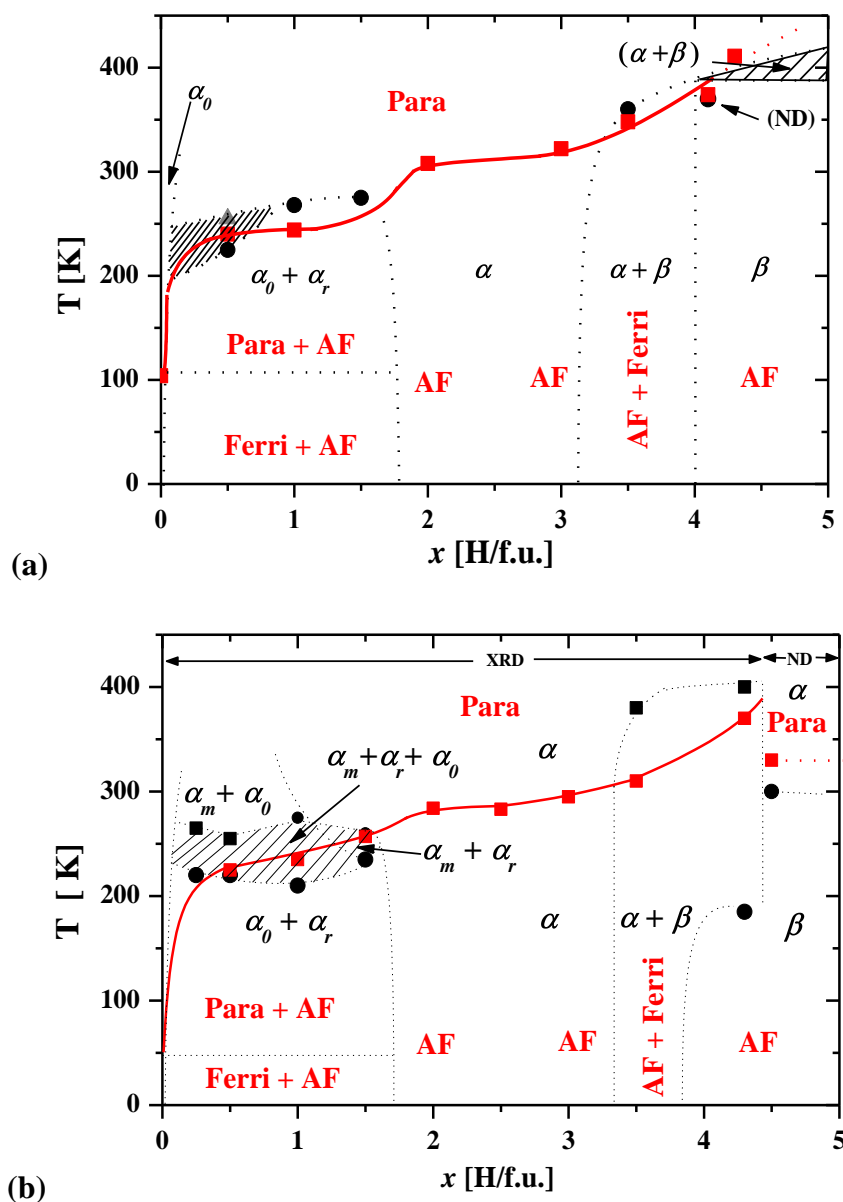 400
300
200
100
0
T [K]
α₀
Para
(α+β)
(ND)
α₀ + αᵣ
α
α+β
β
Para + AF
AF
AF
AF + Ferri
AF
Ferri + AF
0 1 2 3 4 5
x [H/f.u.]
(a)
XRD
ND
400
300
200
100
0
T [ K]
Para
α
α
Para
αₘ+αᵣ+ α₀
αₘ+ α₀
αₘ + αᵣ
α₀ + αᵣ
α
α+β
β
Para + AF
AF
AF
AF + Ferri
AF
Ferri + AF
0 1 2 3 4 5
x [H/f.u.]
(b)